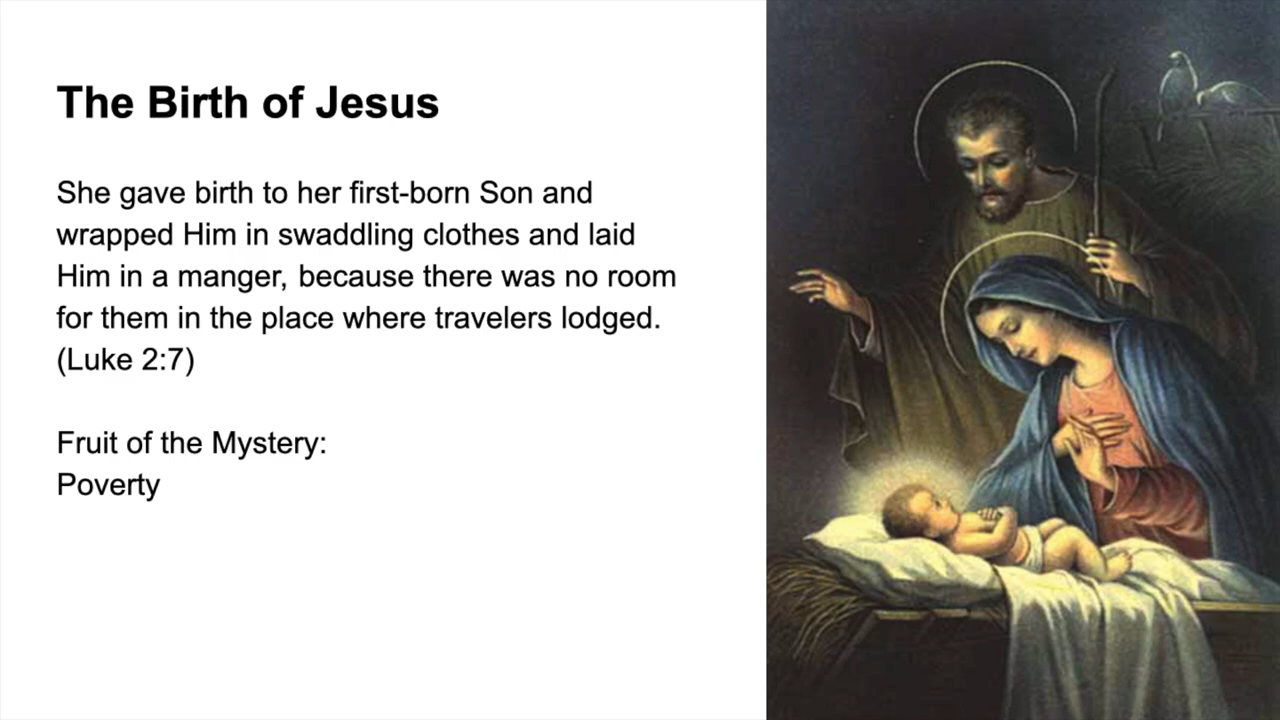 The Birth of Jesus
She gave birth to her first-born Son and
wrapped Him in swaddling clothes and laid
Him in a manger, because there was no room
for them in the place where travelers lodged.
(Luke 2:7)
Fruit of the Mystery:
Poverty